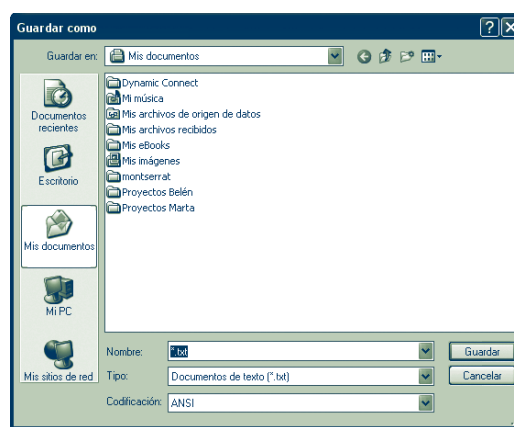 Guardar como
Guardar en: Mis documentos
Documentos recientes
Escritorio
Mis documentos
Mi PC
Mis sitios de red
Dynamic Connect
Mi música
Mis archivos de origen de datos
Mis archivos recibidos
Mis eBooks
Mis imágenes
montserrat
Proyectos Belén
Proyectos Marta
Nombre: *.txt Guardar
Tipo: Documentos de texto (*.txt) Cancelar
Codificación: ANSI